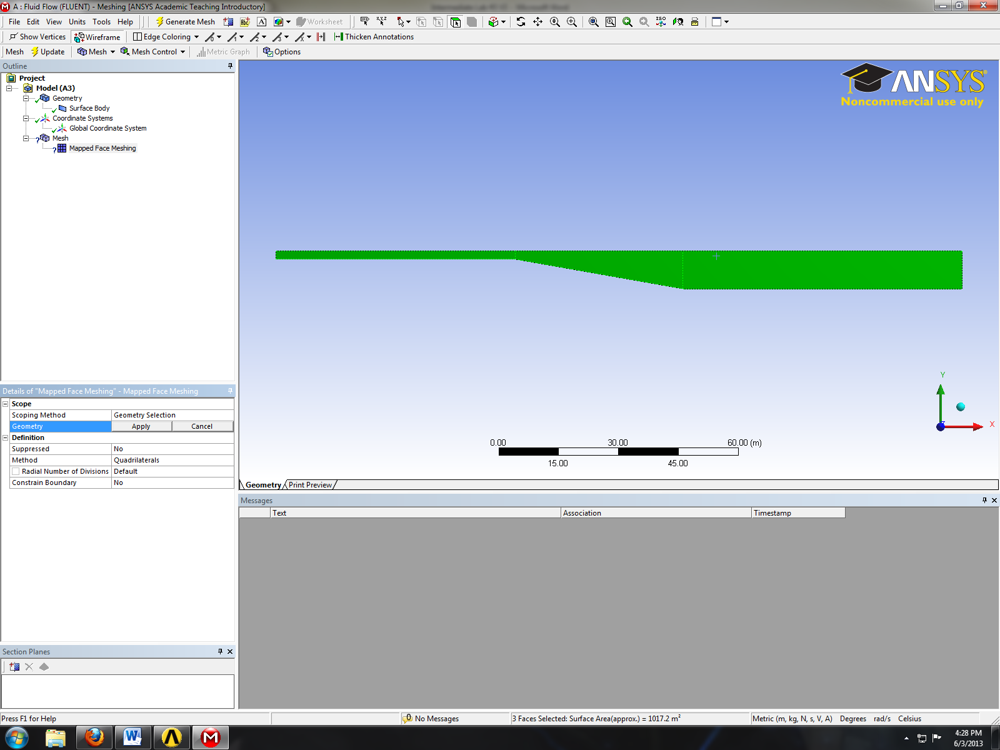 A : Fluid Flow (FLUENT) - Meshing [ANSYS Academic Teaching Introductory]
File Edit View Units Tools Help Generate Mesh Worksheet
Show Vertices Wireframe Edge Coloring Thicken Annotations
Mesh Update Mesh Mesh Control Metric Graph Options
Outline
Project
Model (A3)
Geometry
Surface Body
Coordinate Systems
Global Coordinate System
Mesh
Mapped Face Meshing
ANSYS
Noncommercial use only
Y
X
0.00 30.00 60.00 (m)
15.00 45.00
Geometry Print Preview
Details of "Mapped Face Meshing" - Mapped Face Meshing
Scope
Scoping Method Geometry Selection
Geometry Apply Cancel
Definition
Suppressed No
Method Quadrilaterals
Radial Number of Divisions Default
Constrain Boundary No
Messages
Text Association Timestamp
Section Planes
Press F1 for Help
0 No Messages
3 Faces Selected: Surface Area(approx.) = 1017.2 m²
Metric (m, kg, N, s, V, A) Degrees rad/s Celsius
4:28 PM
6/3/2013